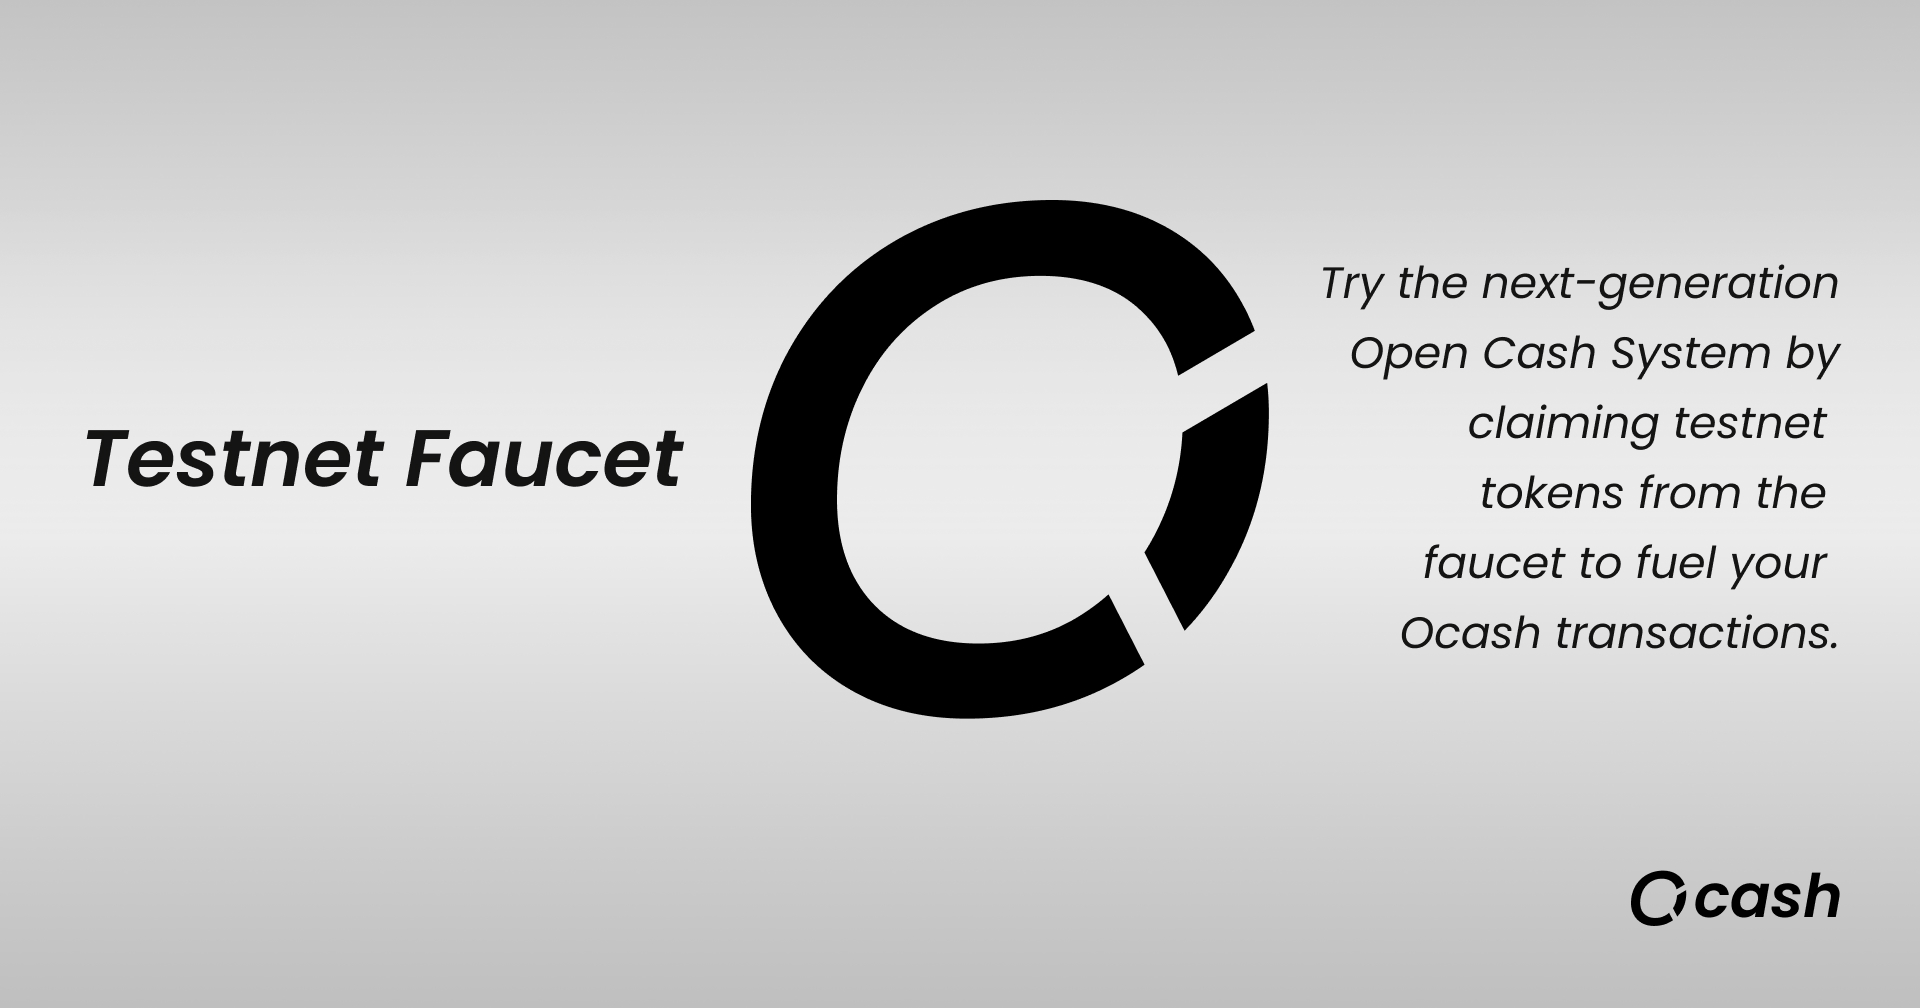 Testnet Faucet
Try the next-generation
Open Cash System by
claiming testnet
tokens from the
faucet to fuel your
Ocash transactions.
Ocash